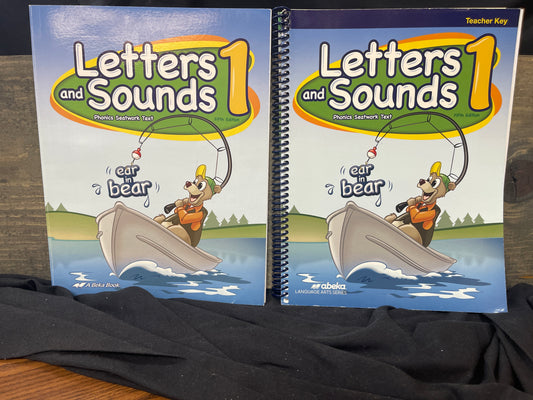 Letters
and Sounds 1
Fifth Edition
Phonics Seatwork Text
ear
in
bear
A Beka Book
Teacher Key
Letters
and Sounds 1
Fifth Edition
Phonics Seatwork Text
ear
in
bear
abeka
LANGUAGE ARTS SERIES